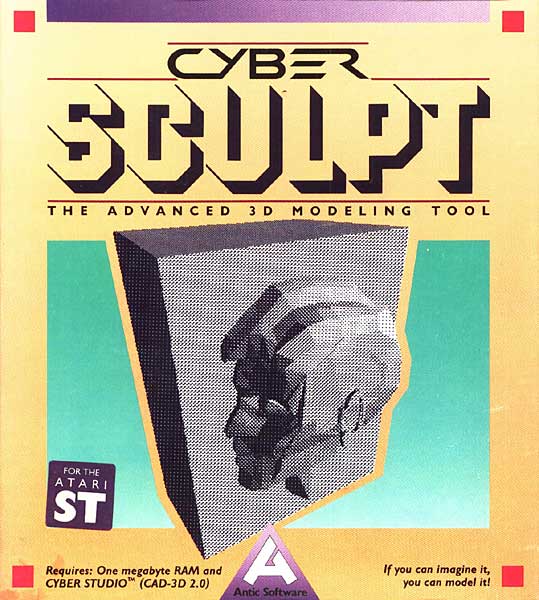 CYBER
SCULPT
THE ADVANCED 3D MODELING TOOL
FOR THE
ATARI
ST
Requires: One megabyte RAM and
CYBER STUDIO™ (CAD-3D 2.0)
A
Antic Software
If you can imagine it,
you can model it!